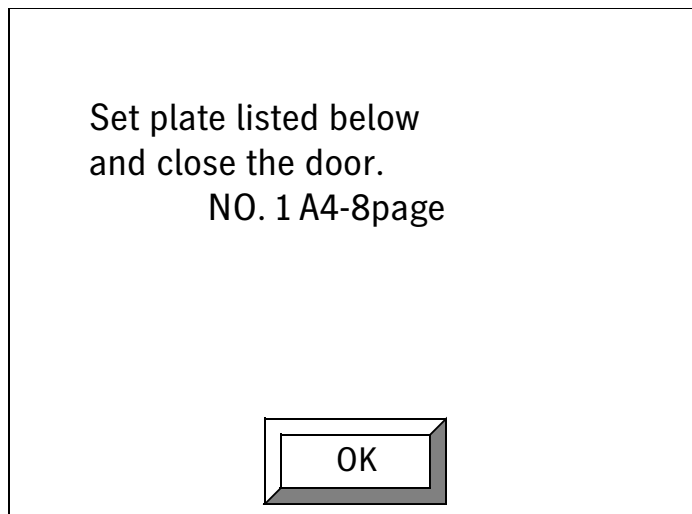 Set plate listed below
and close the door.
NO. 1 A4-8page
OK